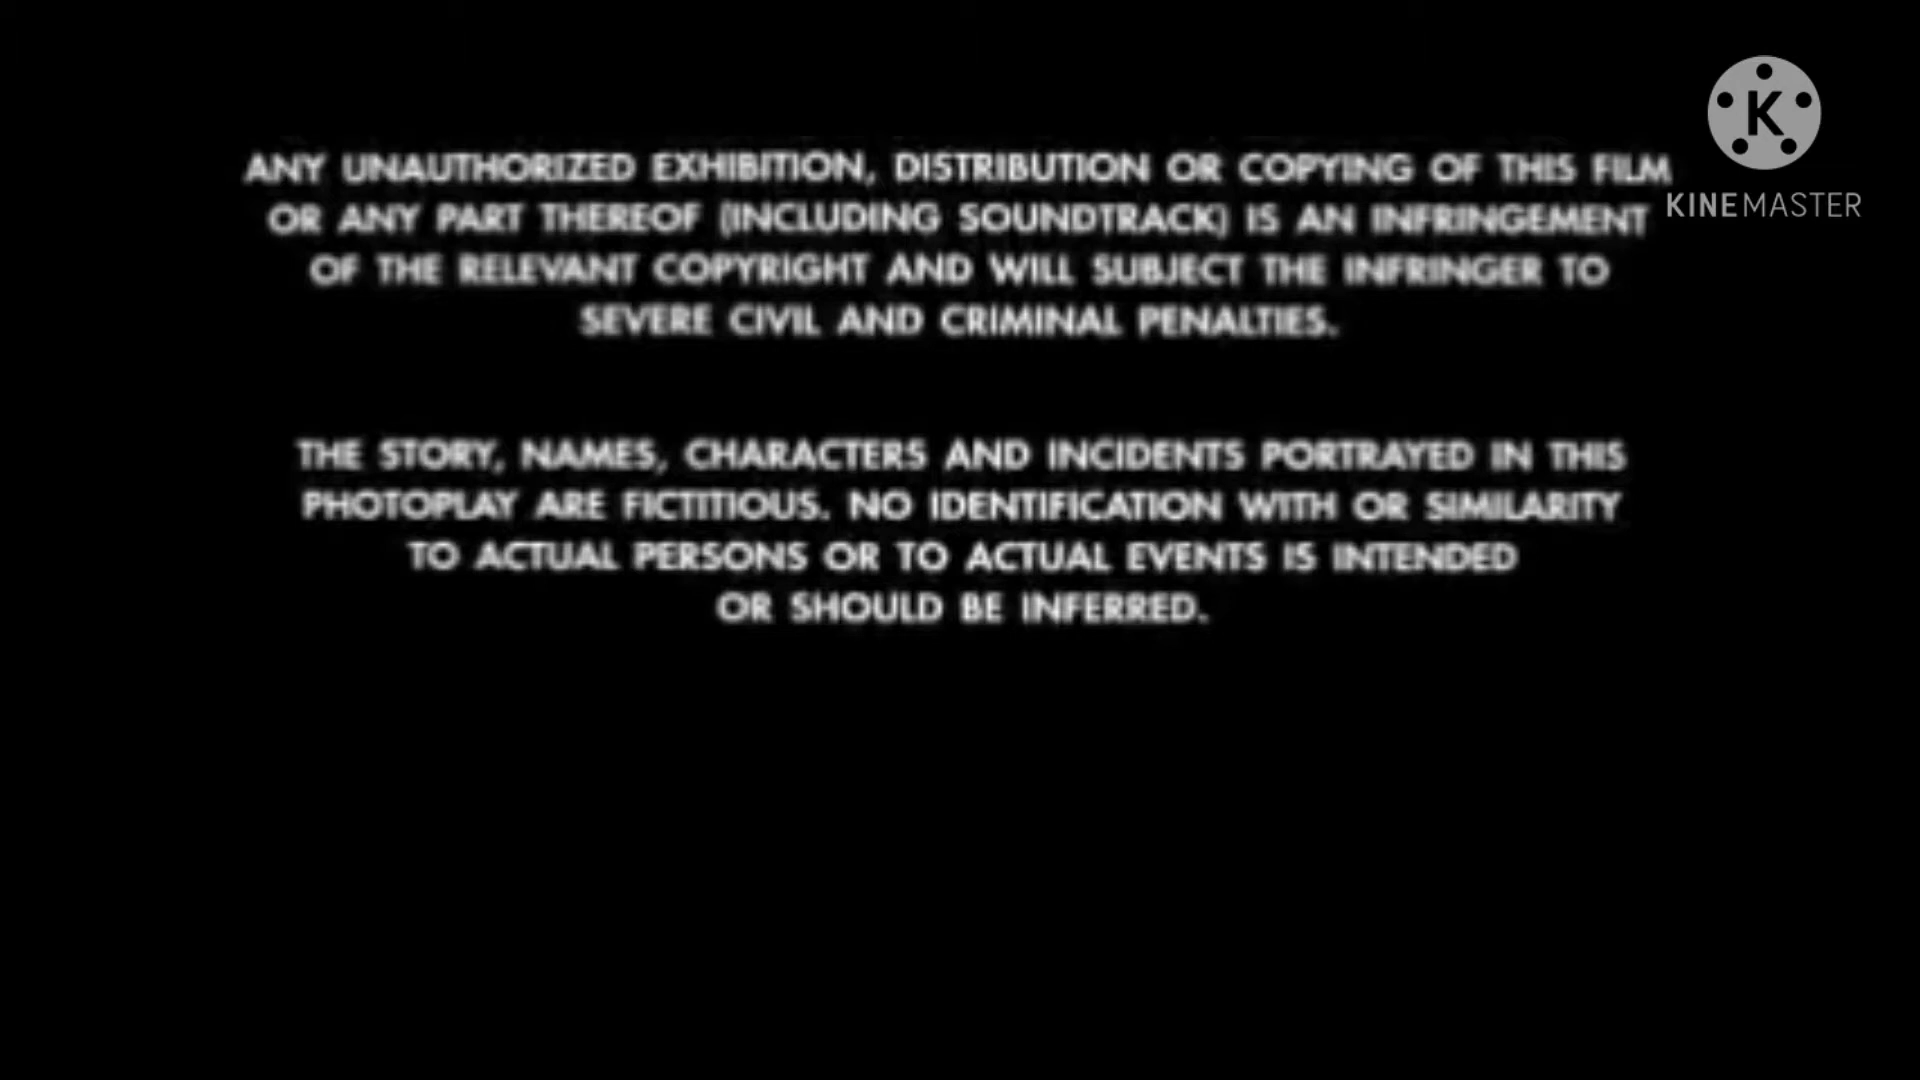 ANY UNAUTHORIZED EXHIBITION, DISTRIBUTION OR COPYING OF THIS FILM
OR ANY PART THEREOF (INCLUDING SOUNDTRACK) IS AN INFRINGEMENT
OF THE RELEVANT COPYRIGHT AND WILL SUBJECT THE INFRINGER TO
SEVERE CIVIL AND CRIMINAL PENALTIES.
THE STORY, NAMES, CHARACTERS AND INCIDENTS PORTRAYED IN THIS
PHOTOPLAY ARE FICTITIOUS. NO IDENTIFICATION WITH OR SIMILARITY
TO ACTUAL PERSONS OR TO ACTUAL EVENTS IS INTENDED
OR SHOULD BE INFERRED.
K
KINEMASTER